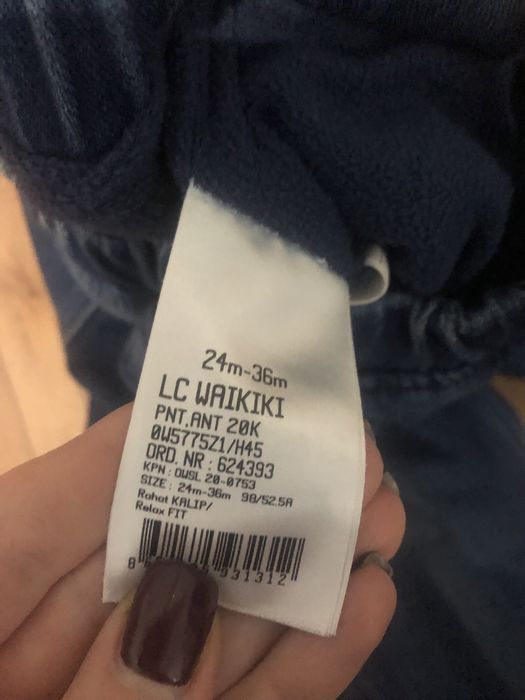 24m-36m
LC WAIKIKI
PNT.ANT 20K
0W5775Z1/H45
ORD. NR : 624393
KPN : OWSL 20-0753
SIZE : 24m-36m 98/52.5A
Rahat KALIP/
Relax FIT
931312